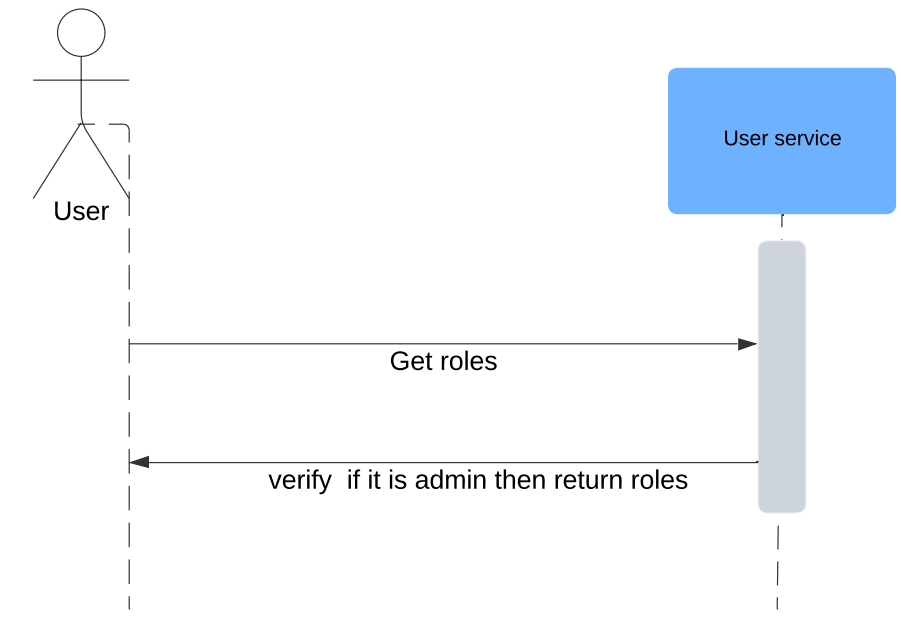 User service
User
Get roles
verify  if it is admin then return roles